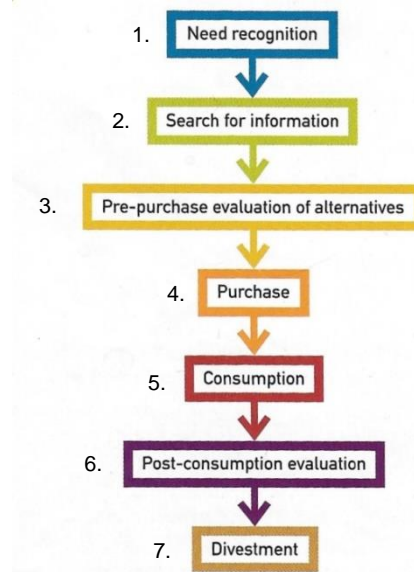 1. Need recognition
2. Search for information
3. Pre-purchase evaluation of alternatives
4. Purchase
5. Consumption
6. Post-consumption evaluation
7. Divestment